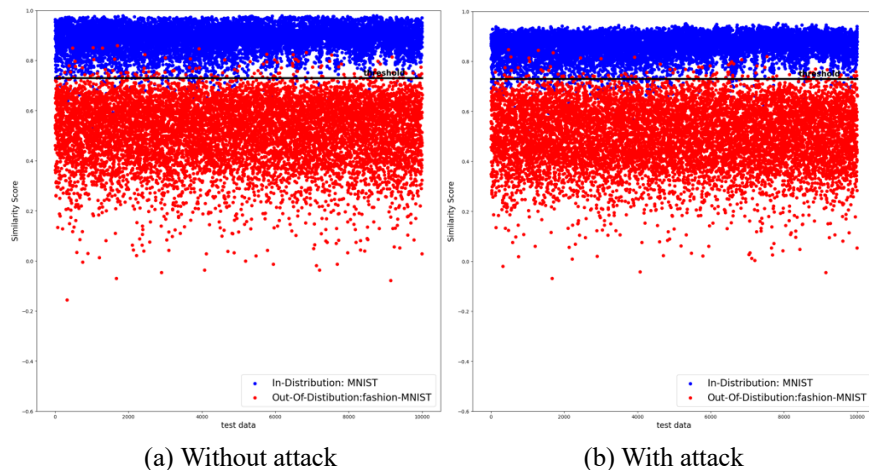 1.0
0.8
0.6
0.4
0.2
0.0
-0.2
-0.4
-0.6
Similarity Score
threshold
In-Distribution: MNIST
Out-Of-Distibution:fashion-MNIST
0 2000 4000 6000 8000 10000
test data
(a) Without attack
1.0
0.8
0.6
0.4
0.2
0.0
-0.2
-0.4
-0.6
Similarity Score
threshold
In-Distribution: MNIST
Out-Of-Distibution:fashion-MNIST
0 2000 4000 6000 8000 10000
test data
(b) With attack